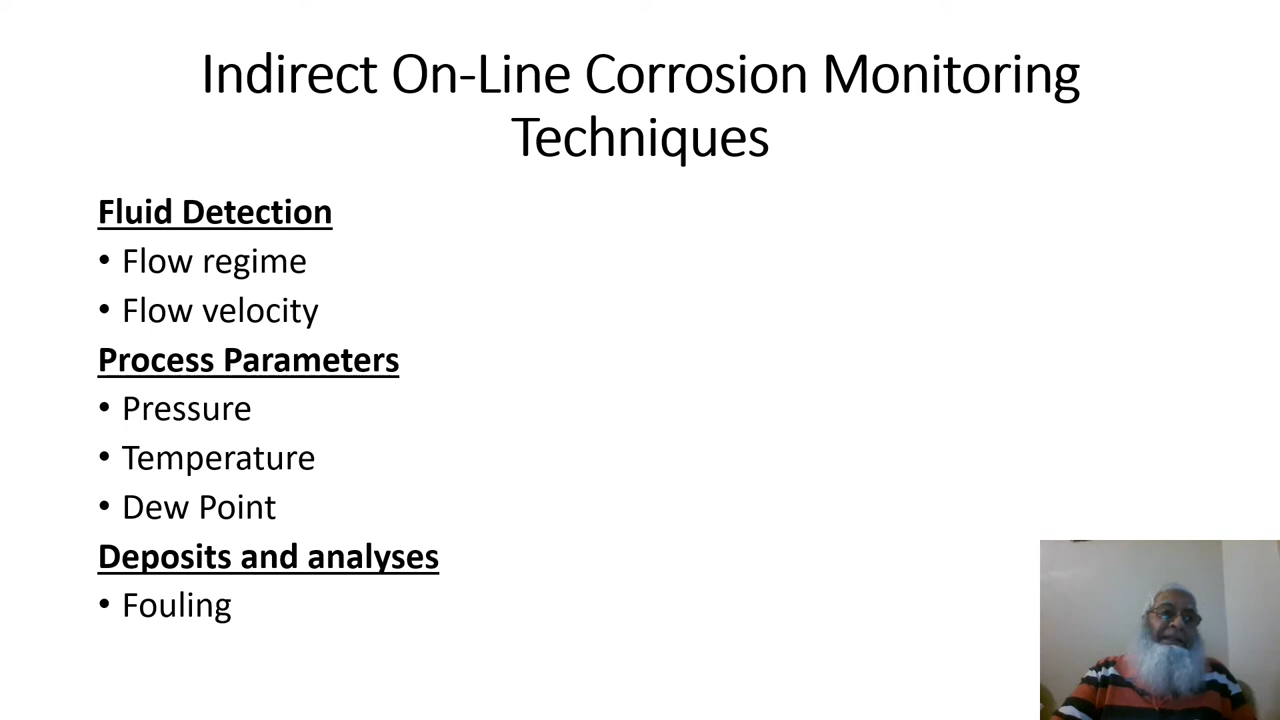 Indirect On-Line Corrosion Monitoring
Techniques
Fluid Detection
• Flow regime
• Flow velocity
Process Parameters
• Pressure
• Temperature
• Dew Point
Deposits and analyses
• Fouling